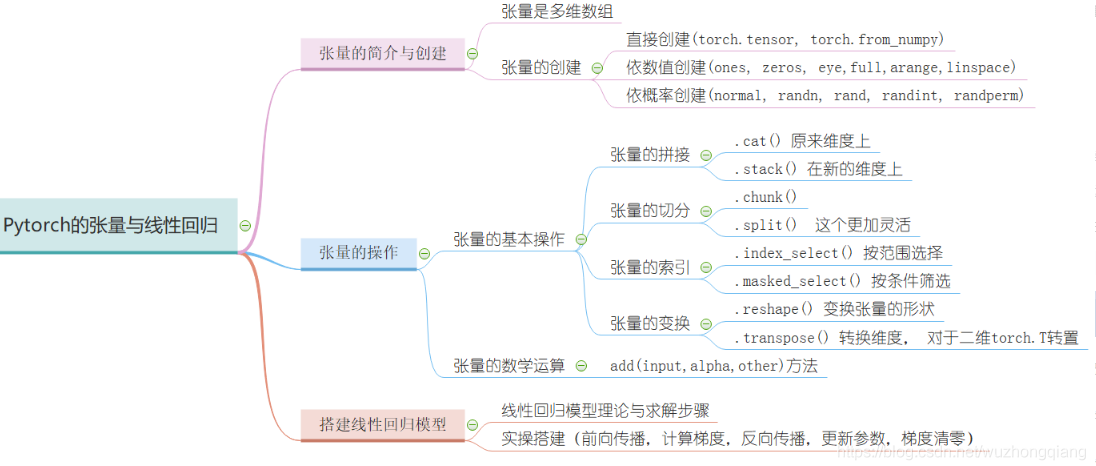 张量是多维数组
张量的简介与创建
直接创建(torch.tensor, torch.from_numpy)
张量的创建
依数值创建(ones, zeros, eye,full,arange,linspace)
依概率创建(normal, randn, rand, randint, randperm)
Pytorch的张量与线性回归
张量的操作
张量的基本操作
张量的拼接
.cat() 原来维度上
.stack() 在新的维度上
张量的切分
.chunk()
.split() 这个更加灵活
张量的索引
.index_select() 按范围选择
.masked_select() 按条件筛选
张量的变换
.reshape() 变换张量的形状
.transpose() 转换维度, 对于二维torch.T转置
张量的数学运算
add(input,alpha,other)方法
搭建线性回归模型
线性回归模型理论与求解步骤
实操搭建 (前向传播, 计算梯度, 反向传播, 更新参数, 梯度清零)
https://blog.csdn.net/wuzhongqiang